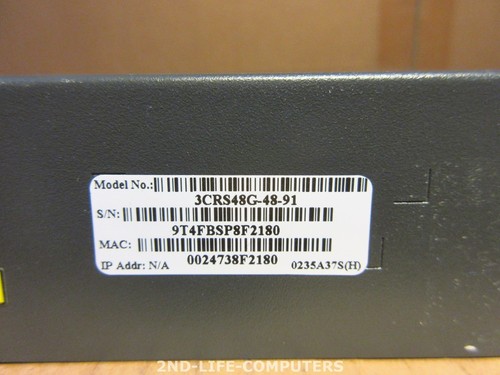 Model No.:
3CRS48G-48-91
S/N:
9T4FBSP8F2180
MAC:
0024738F2180
IP Addr: N/A 0235A37S(H)
2ND-LIFE-COMPUTERS